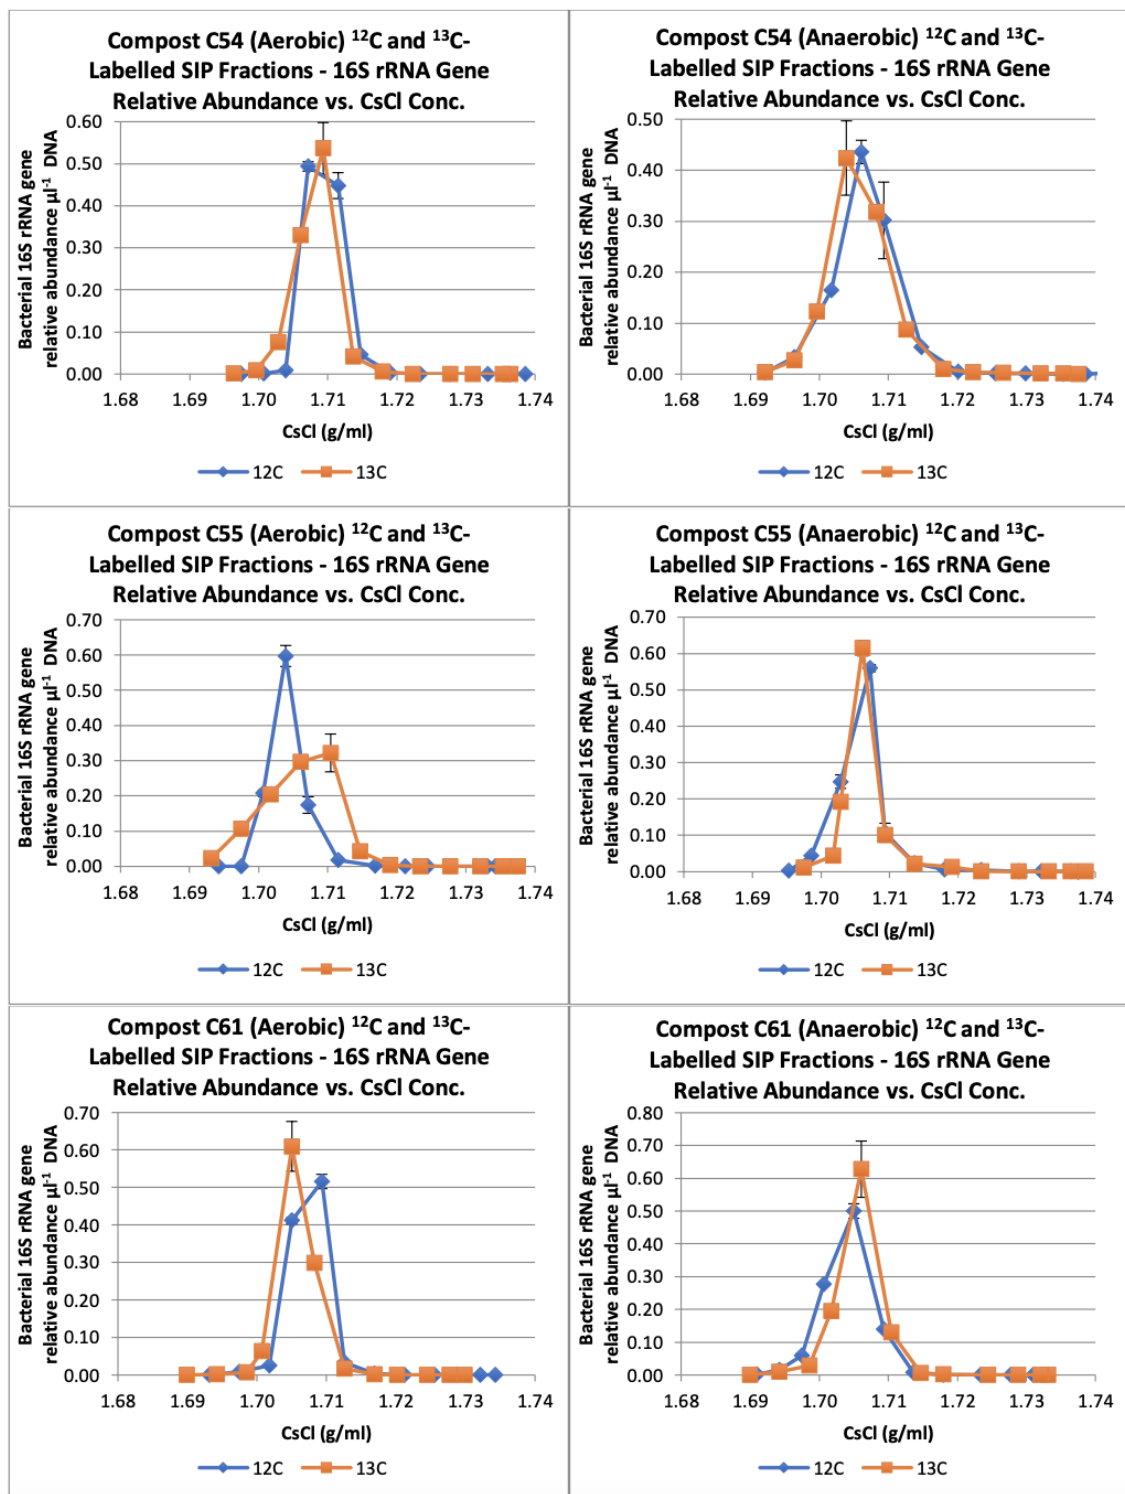 Compost C54 (Aerobic) ¹²C and ¹³C-
Labelled SIP Fractions - 16S rRNA Gene
Relative Abundance vs. CsCl Conc.
Bacterial 16S rRNA gene
relative abundance µl⁻¹ DNA
0.60
0.50
0.40
0.30
0.20
0.10
0.00
1.68 1.69 1.70 1.71 1.72 1.73 1.74
CsCl (g/ml)
12C 13C
Compost C54 (Anaerobic) ¹²C and ¹³C-
Labelled SIP Fractions - 16S rRNA Gene
Relative Abundance vs. CsCl Conc.
Bacterial 16S rRNA gene
relative abundance µl⁻¹ DNA
0.50
0.40
0.30
0.20
0.10
0.00
1.68 1.69 1.70 1.71 1.72 1.73 1.74
CsCl (g/ml)
12C 13C
Compost C55 (Aerobic) ¹²C and ¹³C-
Labelled SIP Fractions - 16S rRNA Gene
Relative Abundance vs. CsCl Conc.
Bacterial 16S rRNA gene
relative abundance µl⁻¹ DNA
0.70
0.60
0.50
0.40
0.30
0.20
0.10
0.00
1.68 1.69 1.70 1.71 1.72 1.73 1.74
CsCl (g/ml)
12C 13C
Compost C55 (Anaerobic) ¹²C and ¹³C-
Labelled SIP Fractions - 16S rRNA Gene
Relative Abundance vs. CsCl Conc.
Bacterial 16S rRNA gene
relative abundance µl⁻¹ DNA
0.70
0.60
0.50
0.40
0.30
0.20
0.10
0.00
1.68 1.69 1.70 1.71 1.72 1.73 1.74
CsCl (g/ml)
12C 13C
Compost C61 (Aerobic) ¹²C and ¹³C-
Labelled SIP Fractions - 16S rRNA Gene
Relative Abundance vs. CsCl Conc.
Bacterial 16S rRNA gene
relative abundance µl⁻¹ DNA
0.70
0.60
0.50
0.40
0.30
0.20
0.10
0.00
1.68 1.69 1.70 1.71 1.72 1.73 1.74
CsCl (g/ml)
12C 13C
Compost C61 (Anaerobic) ¹²C and ¹³C-
Labelled SIP Fractions - 16S rRNA Gene
Relative Abundance vs. CsCl Conc.
Bacterial 16S rRNA gene
relative abundance µl⁻¹ DNA
0.80
0.70
0.60
0.50
0.40
0.30
0.20
0.10
0.00
1.68 1.69 1.70 1.71 1.72 1.73 1.74
CsCl (g/ml)
12C 13C